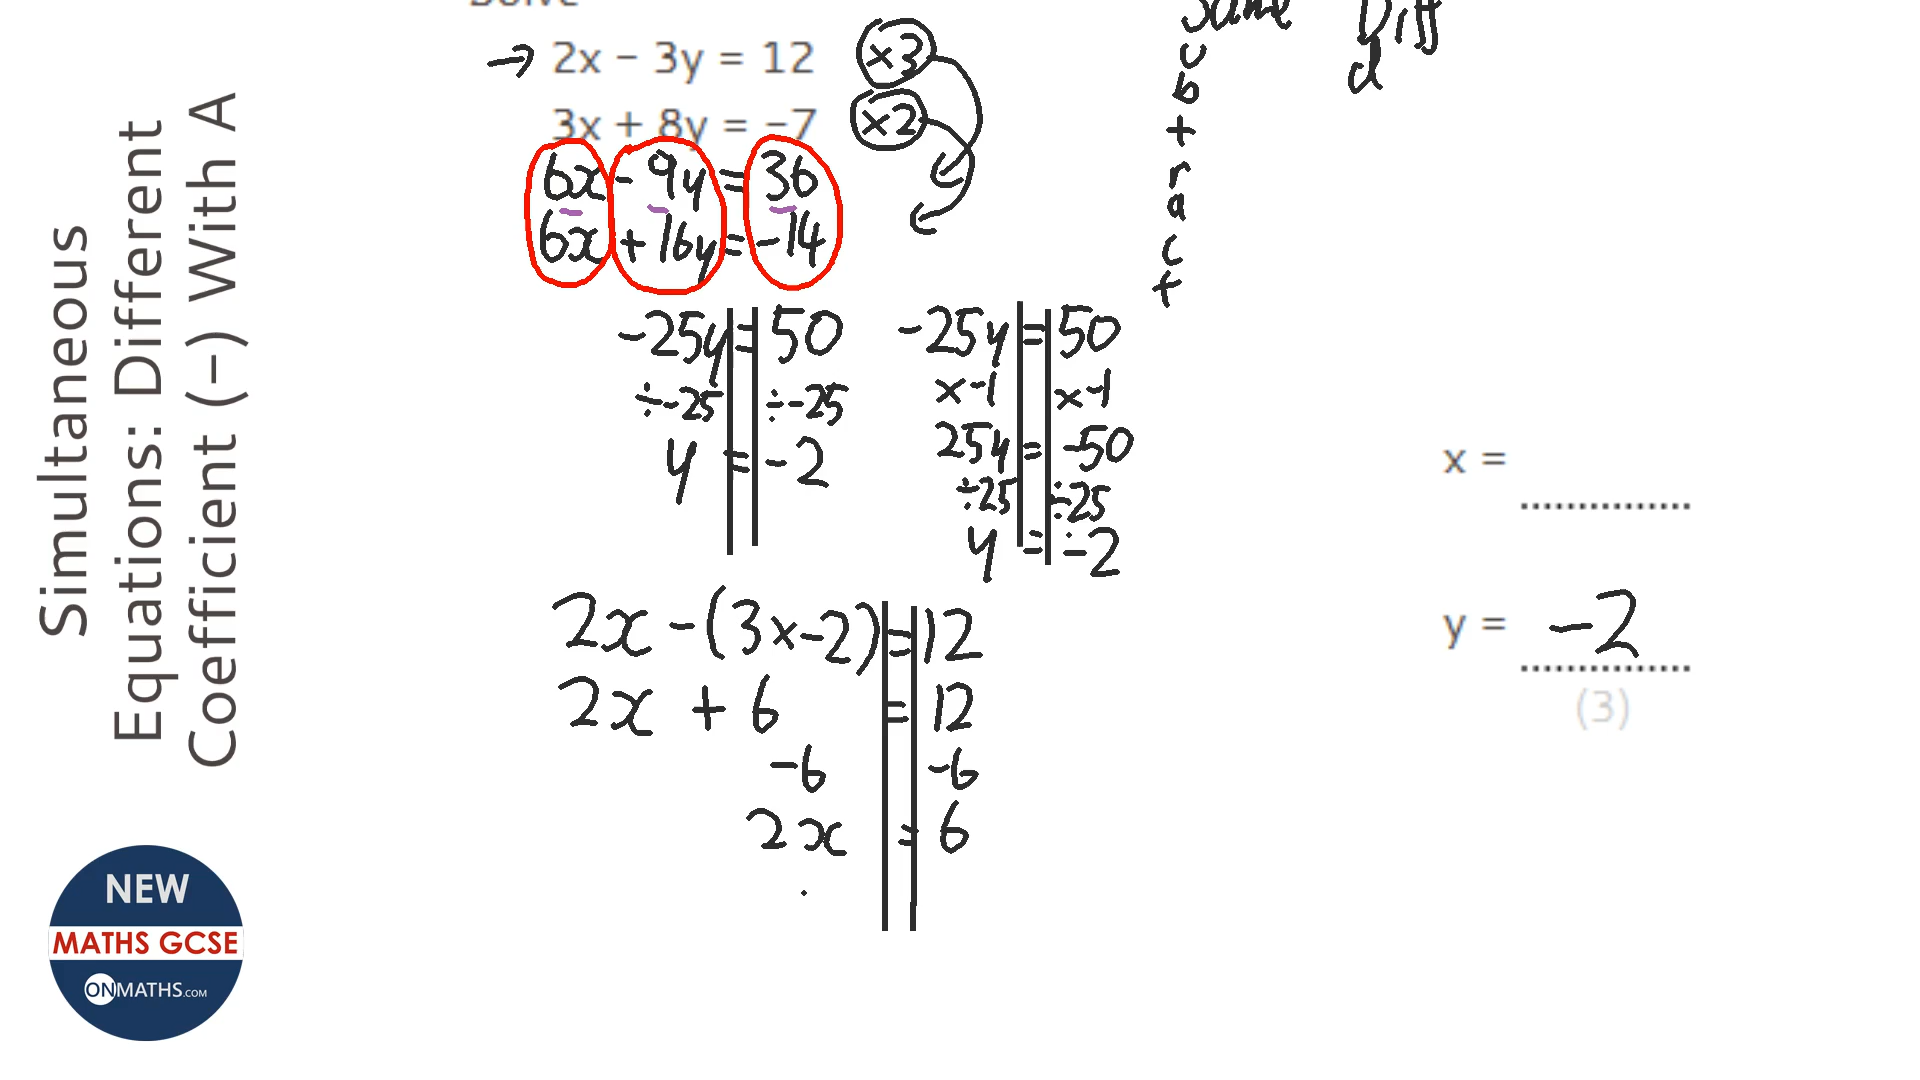 Simultaneous
Equations: Different
Coefficient (−) With A
Solve
→ 2x − 3y = 12 ×3
3x + 8y = −7 ×2
6x − 9y = 36
6x + 16y = −14
Same Diff
u d
b
t
r
a
c
t
−25y = 50
÷−25 ÷−25
y = −2
−25y = 50
×−1 ×−1
25y = −50
÷25 ÷25
y = −2
2x − (3×−2) = 12
2x + 6 = 12
−6 −6
2x = 6
x = ...............
y = −2
(3)
NEW
MATHS GCSE
ONMATHS.COM